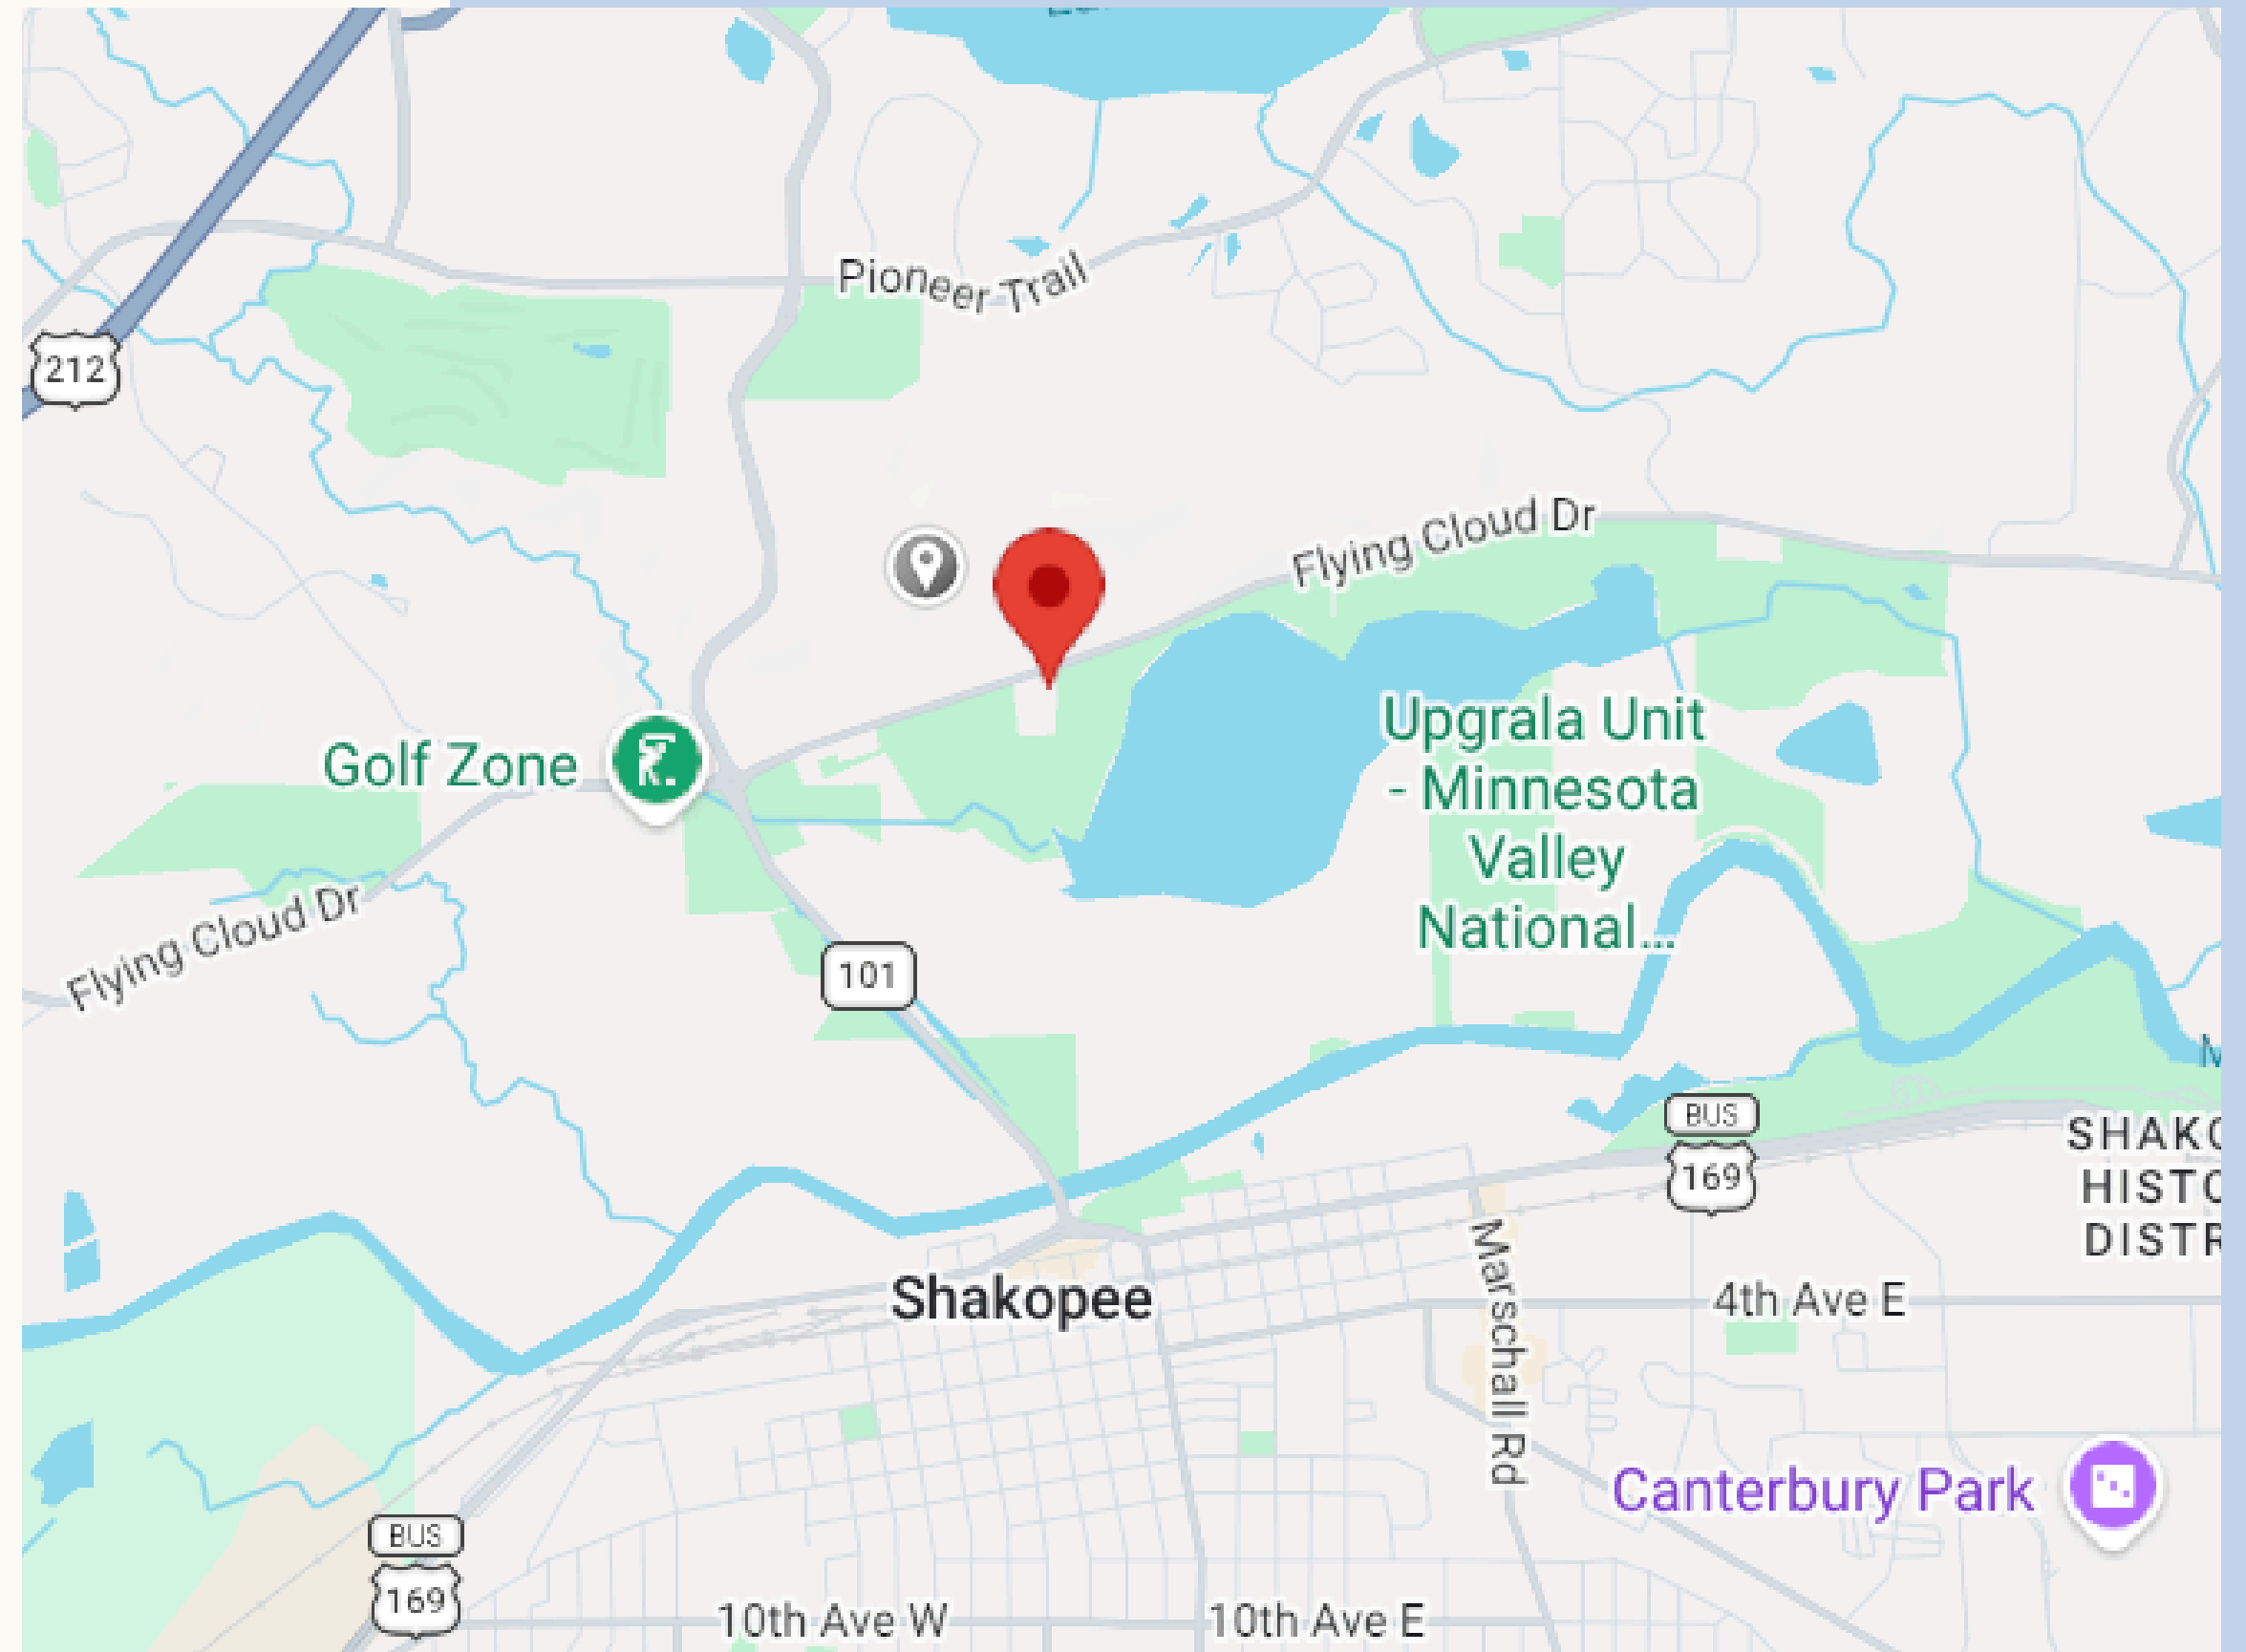 Pioneer Trail
212
Flying Cloud Dr
Golf Zone
Upgrala Unit
- Minnesota
Valley
National...
Flying Cloud Dr
101
BUS
169
SHAKO
HISTO
DISTR
Marschall Rd
Shakopee
4th Ave E
Canterbury Park
BUS
169
10th Ave W
10th Ave E